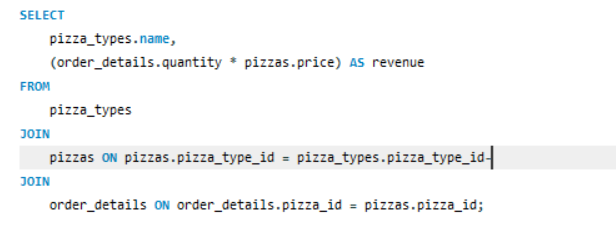 SELECT
pizza_types.name,
(order_details.quantity * pizzas.price) AS revenue
FROM
pizza_types
JOIN
pizzas ON pizzas.pizza_type_id = pizza_types.pizza_type_id-
JOIN
order_details ON order_details.pizza_id = pizzas.pizza_id;